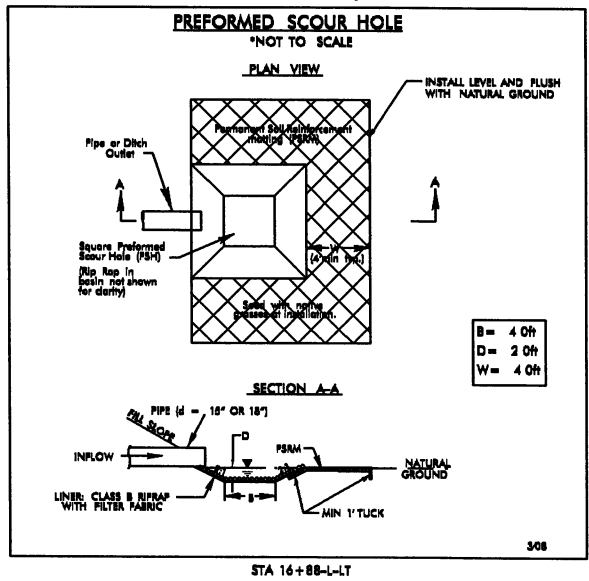 PREFORMED SCOUR HOLE
*NOT TO SCALE
PLAN VIEW
INSTALL LEVEL AND FLUSH
WITH NATURAL GROUND
Permanent Soil Reinforcement
matting (PSRM)
Pipe or Ditch
Outlet
A
A
Square Preformed
Scour Hole (PSH)
(Rip Rap in
basin not shown
for clarity)
W
(4' min typ.)
Seed with native
grasses at installation.
B= 4 0ft
D= 2 0ft
W= 4 0ft
SECTION A-A
PIPE (d = 15" OR 18")
FILL SLOPE
D
INFLOW
PSRM
NATURAL
GROUND
B
LINER: CLASS B RIPRAP
WITH FILTER FABRIC
MIN 1' TUCK
3/08
STA 16+88-L-LT